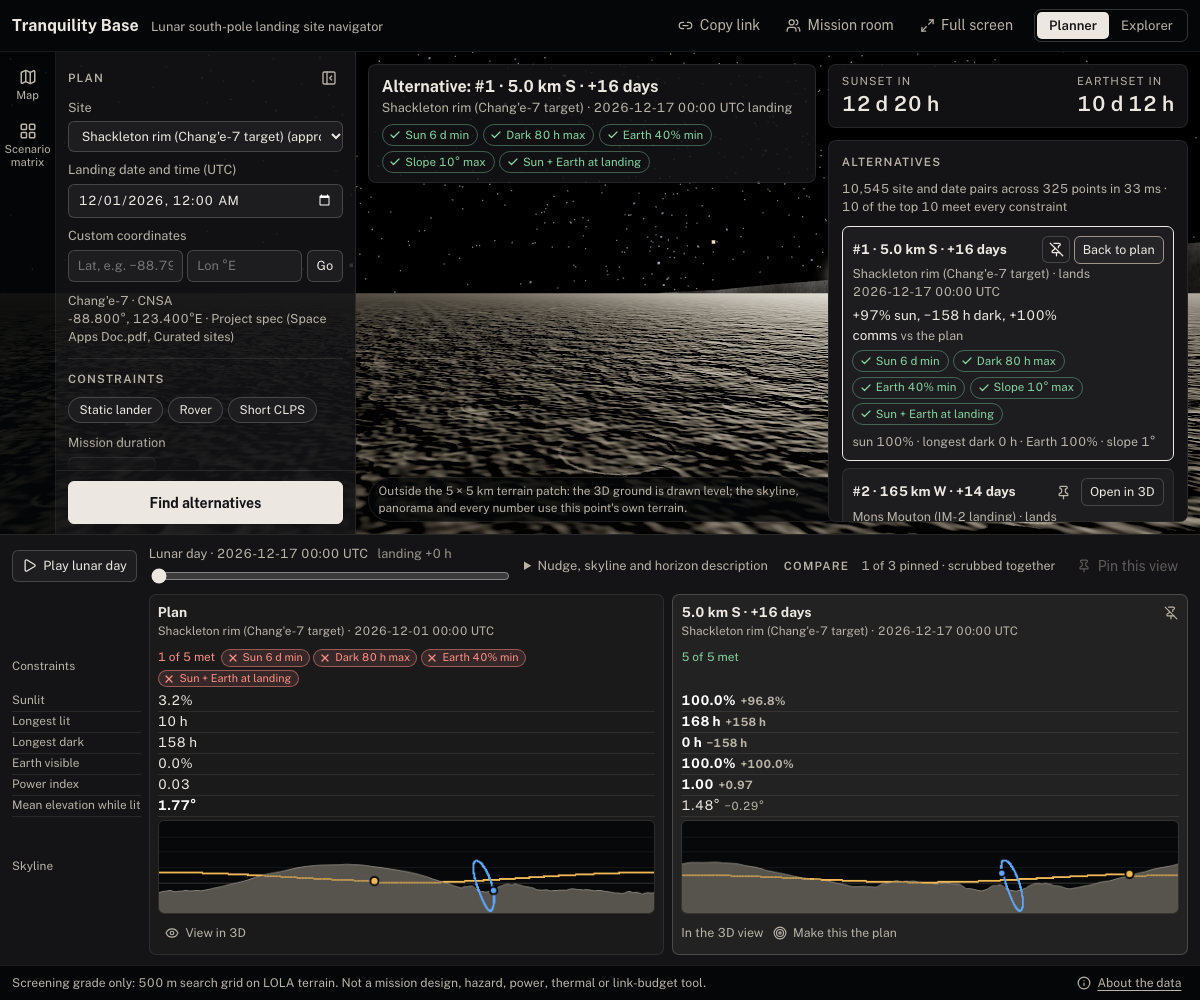 Tranquility Base Lunar south-pole landing site navigator
Copy link
Mission room
Full screen
Planner
Explorer
Map
Scenario
matrix
PLAN
Site
Shackleton rim (Chang'e-7 target) (appro
Landing date and time (UTC)
12/01/2026, 12:00 AM
Custom coordinates
Lat, e.g. −88.79
Lon °E
Go
Chang'e-7 · CNSA
-88.800°, 123.400°E · Project spec (Space
Apps Doc.pdf, Curated sites)
CONSTRAINTS
Static lander
Rover
Short CLPS
Mission duration
Find alternatives
Alternative: #1 · 5.0 km S · +16 days
Shackleton rim (Chang'e-7 target) · 2026-12-17 00:00 UTC landing
Sun 6 d min
Dark 80 h max
Earth 40% min
Slope 10° max
Sun + Earth at landing
Outside the 5 × 5 km terrain patch: the 3D ground is drawn level; the skyline,
panorama and every number use this point's own terrain.
SUNSET IN
12 d 20 h
EARTHSET IN
10 d 12 h
ALTERNATIVES
10,545 site and date pairs across 325 points in 33 ms ·
10 of the top 10 meet every constraint
#1 · 5.0 km S · +16 days
Back to plan
Shackleton rim (Chang'e-7 target) · lands
2026-12-17 00:00 UTC
+97% sun, −158 h dark, +100%
comms vs the plan
Sun 6 d min
Dark 80 h max
Earth 40% min
Slope 10° max
Sun + Earth at landing
sun 100% · longest dark 0 h · Earth 100% · slope 1°
#2 · 165 km W · +14 days
Open in 3D
Mons Mouton (IM-2 landing) · lands
Play lunar day
Lunar day · 2026-12-17 00:00 UTC landing +0 h
Nudge, skyline and horizon description
COMPARE 1 of 3 pinned · scrubbed together
Pin this view
Plan
Shackleton rim (Chang'e-7 target) · 2026-12-01 00:00 UTC
5.0 km S · +16 days
Shackleton rim (Chang'e-7 target) · 2026-12-17 00:00 UTC
Constraints
1 of 5 met
Sun 6 d min
Dark 80 h max
Earth 40% min
Sun + Earth at landing
5 of 5 met
Sunlit 3.2% 100.0% +96.8%
Longest lit 10 h 168 h +158 h
Longest dark 158 h 0 h −158 h
Earth visible 0.0% 100.0% +100.0%
Power index 0.03 1.00 +0.97
Mean elevation while lit 1.77° 1.48° −0.29°
Skyline
View in 3D
In the 3D view
Make this the plan
Screening grade only: 500 m search grid on LOLA terrain. Not a mission design, hazard, power, thermal or link-budget tool.
About the data